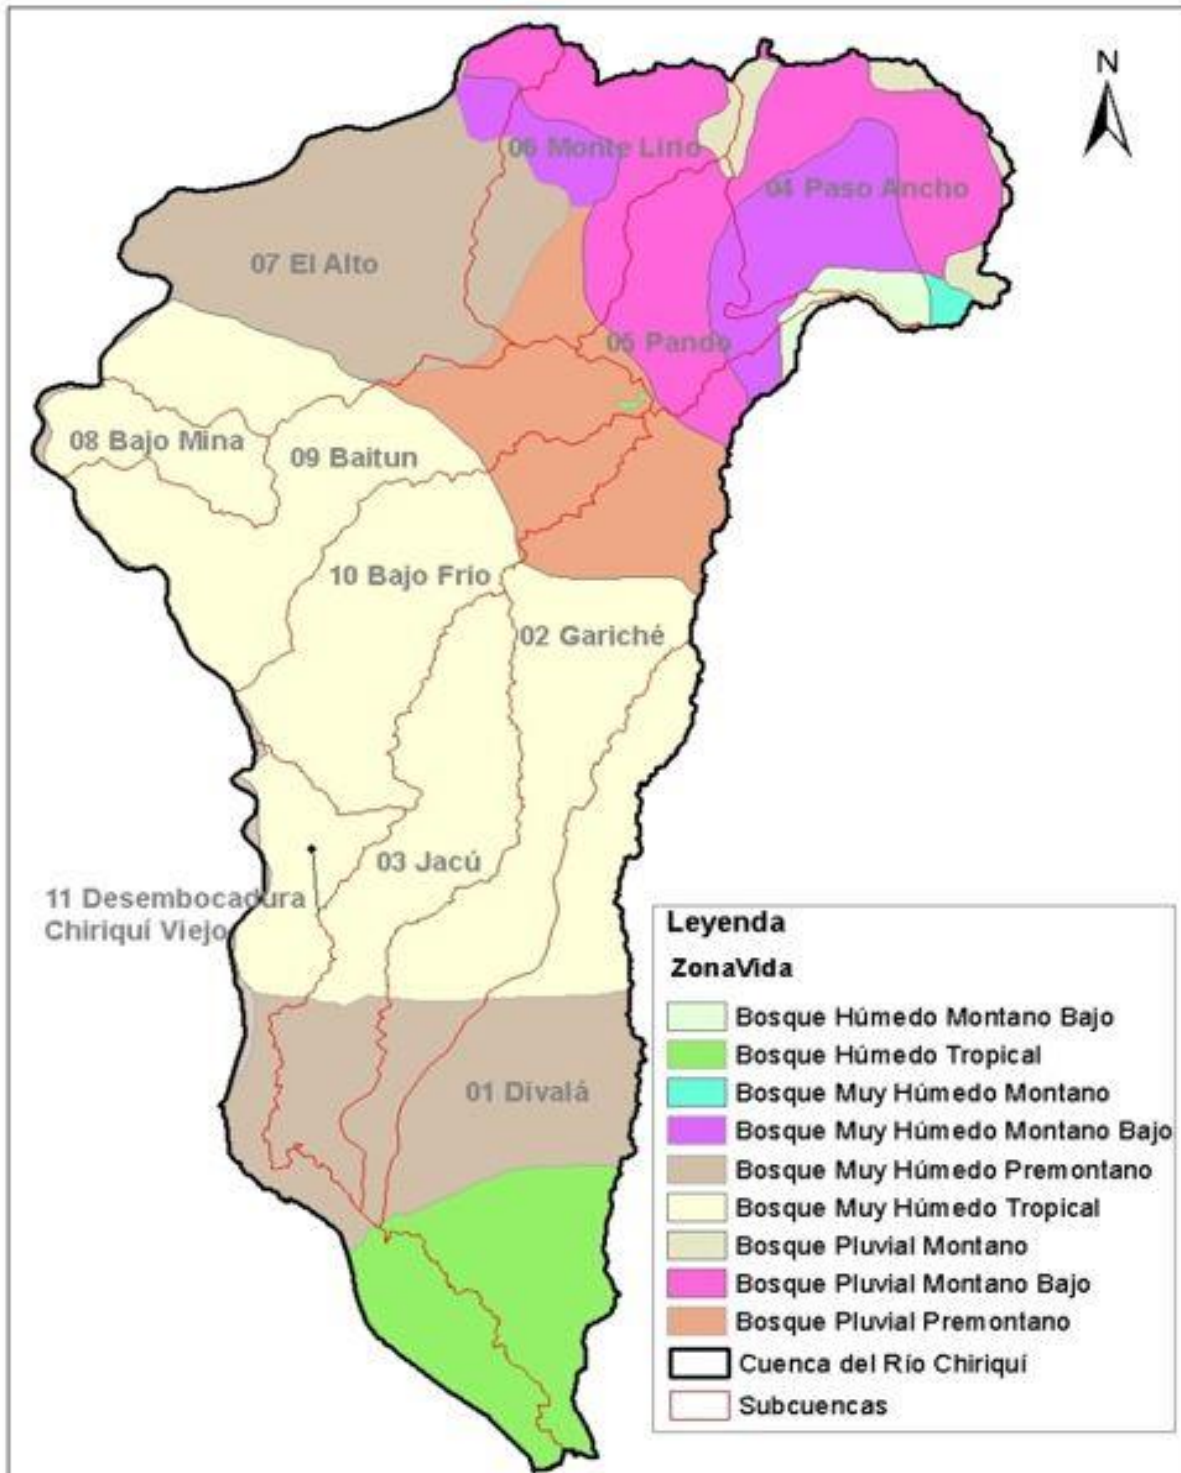 N
06 Monte Lirio
04 Paso Ancho
07 El Alto
05 Pando
08 Bajo Mina
09 Baitun
10 Bajo Frio
02 Gariché
03 Jacú
11 Desembocadura
Chiriquí Viejo
01 Divalá
Leyenda
ZonaVida
Bosque Húmedo Montano Bajo
Bosque Húmedo Tropical
Bosque Muy Húmedo Montano
Bosque Muy Húmedo Montano Bajo
Bosque Muy Húmedo Premontano
Bosque Muy Húmedo Tropical
Bosque Pluvial Montano
Bosque Pluvial Montano Bajo
Bosque Pluvial Premontano
Cuenca del Río Chiriquí
Subcuencas